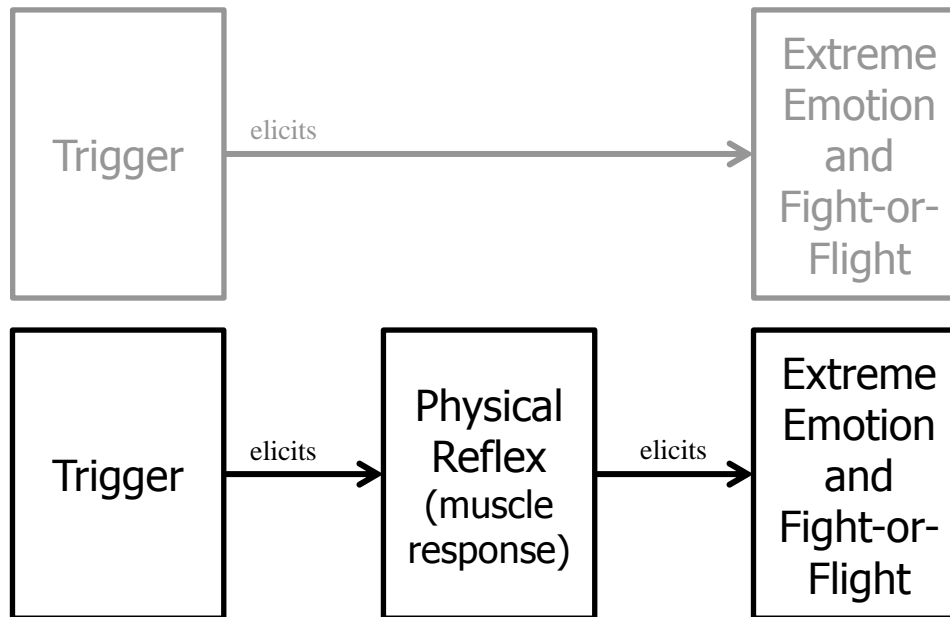 Trigger
elicits
Extreme
Emotion
and
Fight-or-
Flight
Trigger
elicits
Physical
Reflex
(muscle
response)
elicits
Extreme
Emotion
and
Fight-or-
Flight